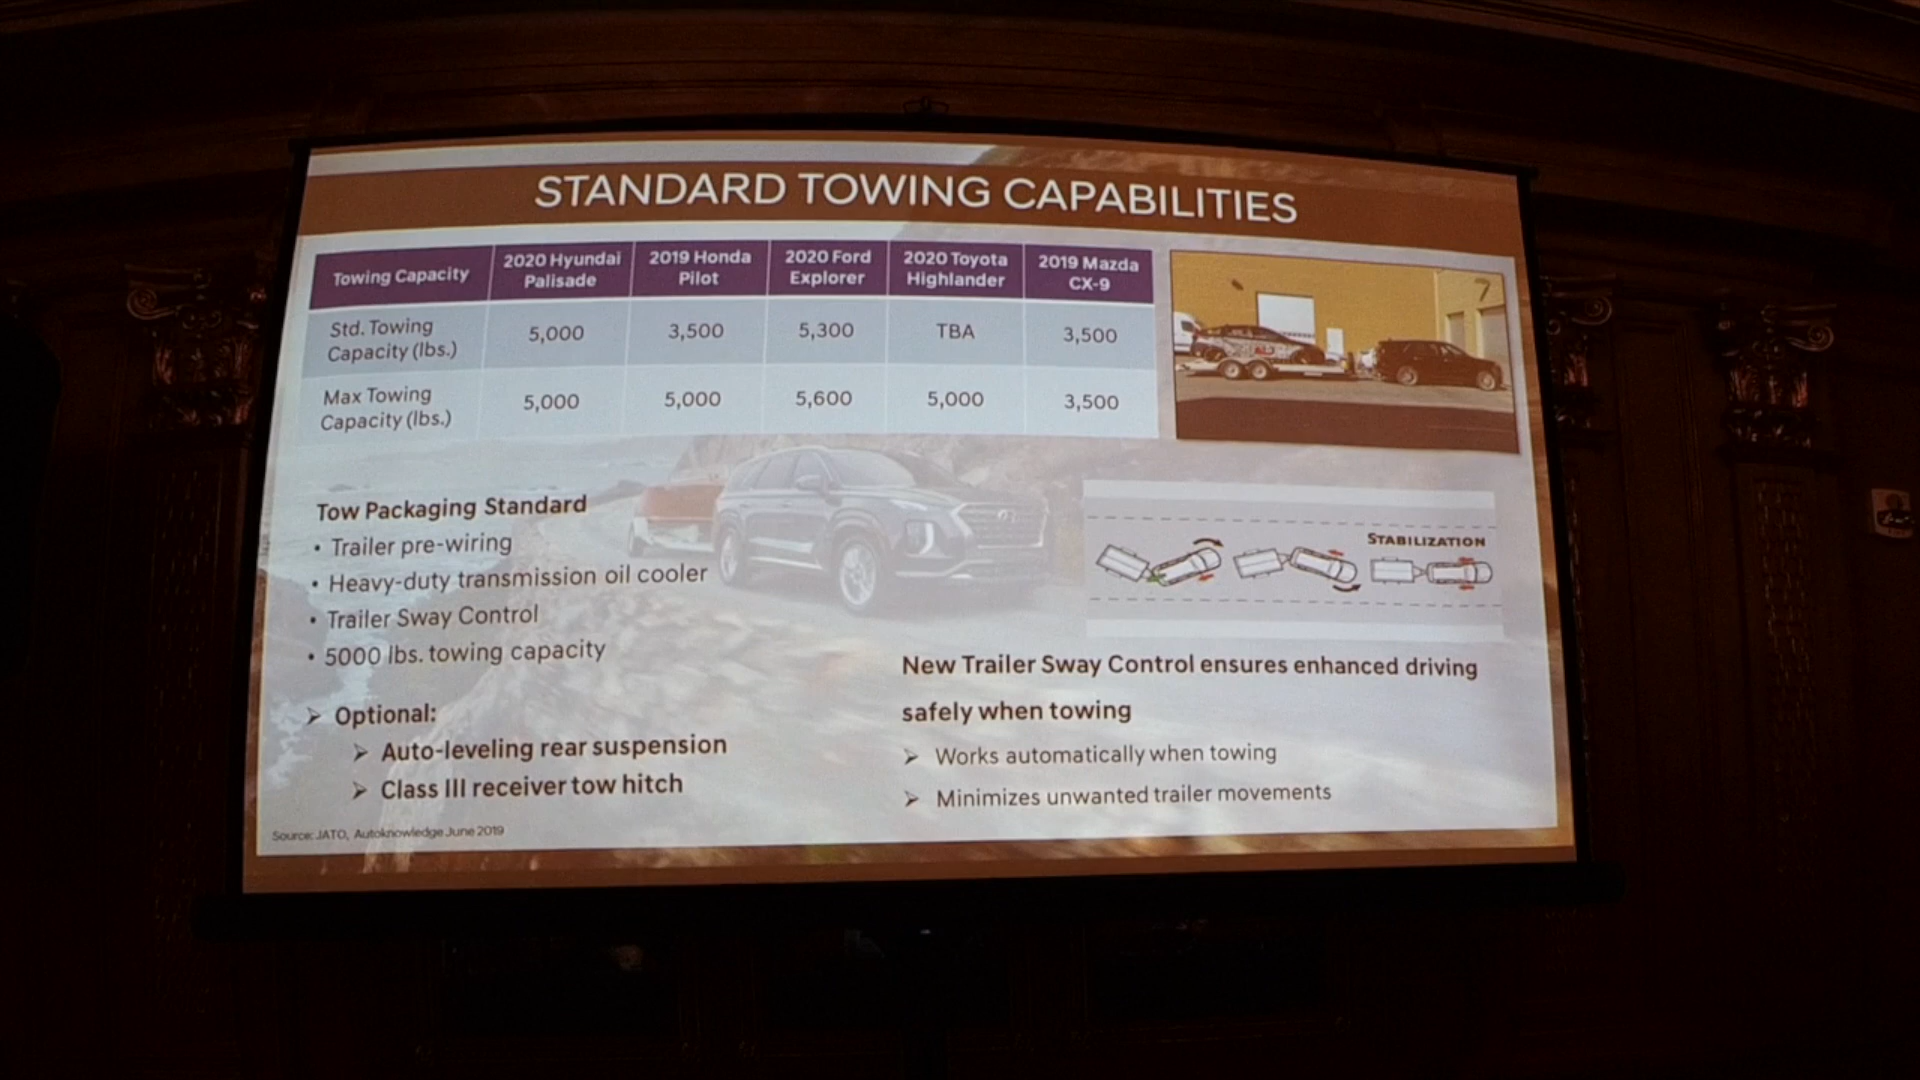 STANDARD TOWING CAPABILITIES
Towing Capacity
2020 Hyundai
Palisade
2019 Honda
Pilot
2020 Ford
Explorer
2020 Toyota
Highlander
2019 Mazda
CX-9
Std. Towing
Capacity (lbs.)
5,000
3,500
5,300
TBA
3,500
Max Towing
Capacity (lbs.)
5,000
5,000
5,600
5,000
3,500
Tow Packaging Standard
• Trailer pre-wiring
• Heavy-duty transmission oil cooler
• Trailer Sway Control
• 5000 lbs. towing capacity
➢ Optional:
➢ Auto-leveling rear suspension
➢ Class III receiver tow hitch
Source: JATO, Autoknowledge June 2019
7
STABILIZATION
New Trailer Sway Control ensures enhanced driving
safely when towing
➢ Works automatically when towing
➢ Minimizes unwanted trailer movements